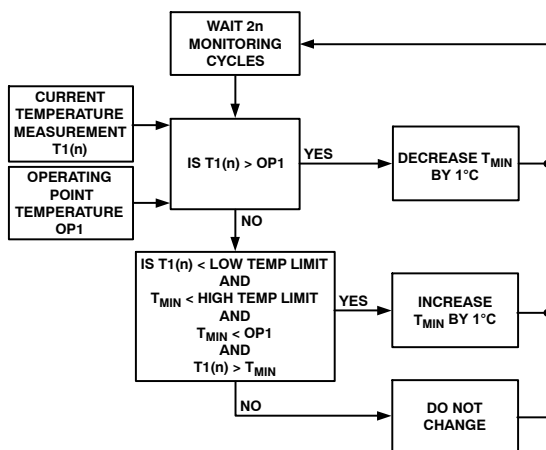 WAIT 2n
MONITORING
CYCLES
CURRENT
TEMPERATURE
MEASUREMENT
T1(n)
OPERATING
POINT
TEMPERATURE
OP1
IS T1(n) > OP1
YES
DECREASE TMIN
BY 1°C
NO
IS T1(n) < LOW TEMP LIMIT
AND
TMIN < HIGH TEMP LIMIT
AND
TMIN < OP1
AND
T1(n) > TMIN
YES
INCREASE
TMIN BY 1°C
NO
DO NOT
CHANGE